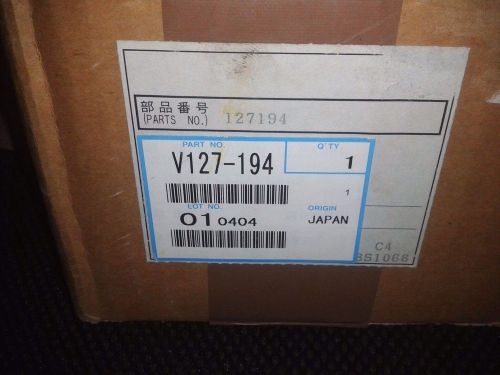 部品番号
(PARTS NO.) 127194
PART NO. Q'TY
V127-194 1
1
LOT NO. ORIGIN
01 0404 JAPAN
C4
BS1068